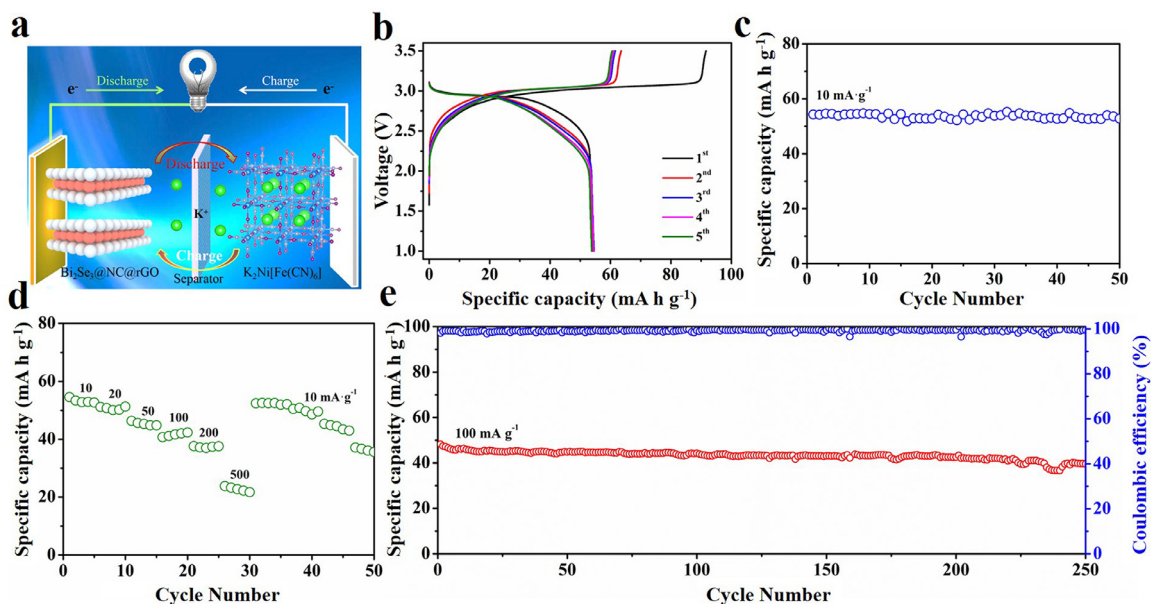 a
e-
Discharge
Charge
e-
Discharge
K+
Charge
Bi2Se3@NC@rGO
Separator
K2Ni[Fe(CN)6]
b
Voltage (V)
3.5
3.0
2.5
2.0
1.5
1.0
1st
2nd
3rd
4th
5th
0 20 40 60 80 100
Specific capacity (mA h g-1)
c
Specific capacity (mA h g-1)
80
60
40
20
0
10 mA·g-1
0 10 20 30 40 50
Cycle Number
d
Specific capacity (mA h g-1)
80
60
40
20
0
10
20
50
100
200
500
10 mA·g-1
0 10 20 30 40 50
Cycle Number
e
Specific capacity (mA h g-1)
100
80
60
40
20
0
100 mA g-1
0 50 100 150 200 250
Cycle Number
100
80
60
40
20
0
Coulombic efficiency (%)